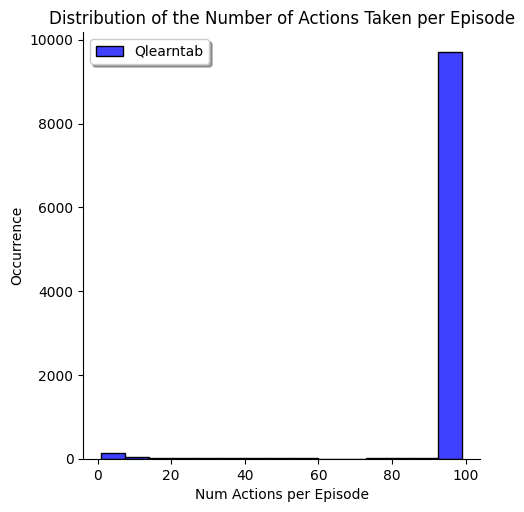 Distribution of the Number of Actions Taken per Episode
Qlearntab
10000
8000
6000
4000
2000
0
Occurrence
0 20 40 60 80 100
Num Actions per Episode